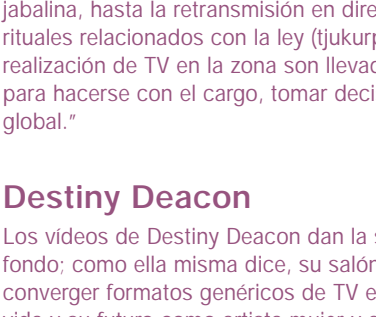 jabalina, hasta la retransmisión en dire
rituales relacionados con la ley (tjukurp
realización de TV en la zona son llevad
para hacerse con el cargo, tomar deci
global."
Destiny Deacon
Los vídeos de Destiny Deacon dan la s
fondo; como ella misma dice, su salón
converger formatos genéricos de TV e